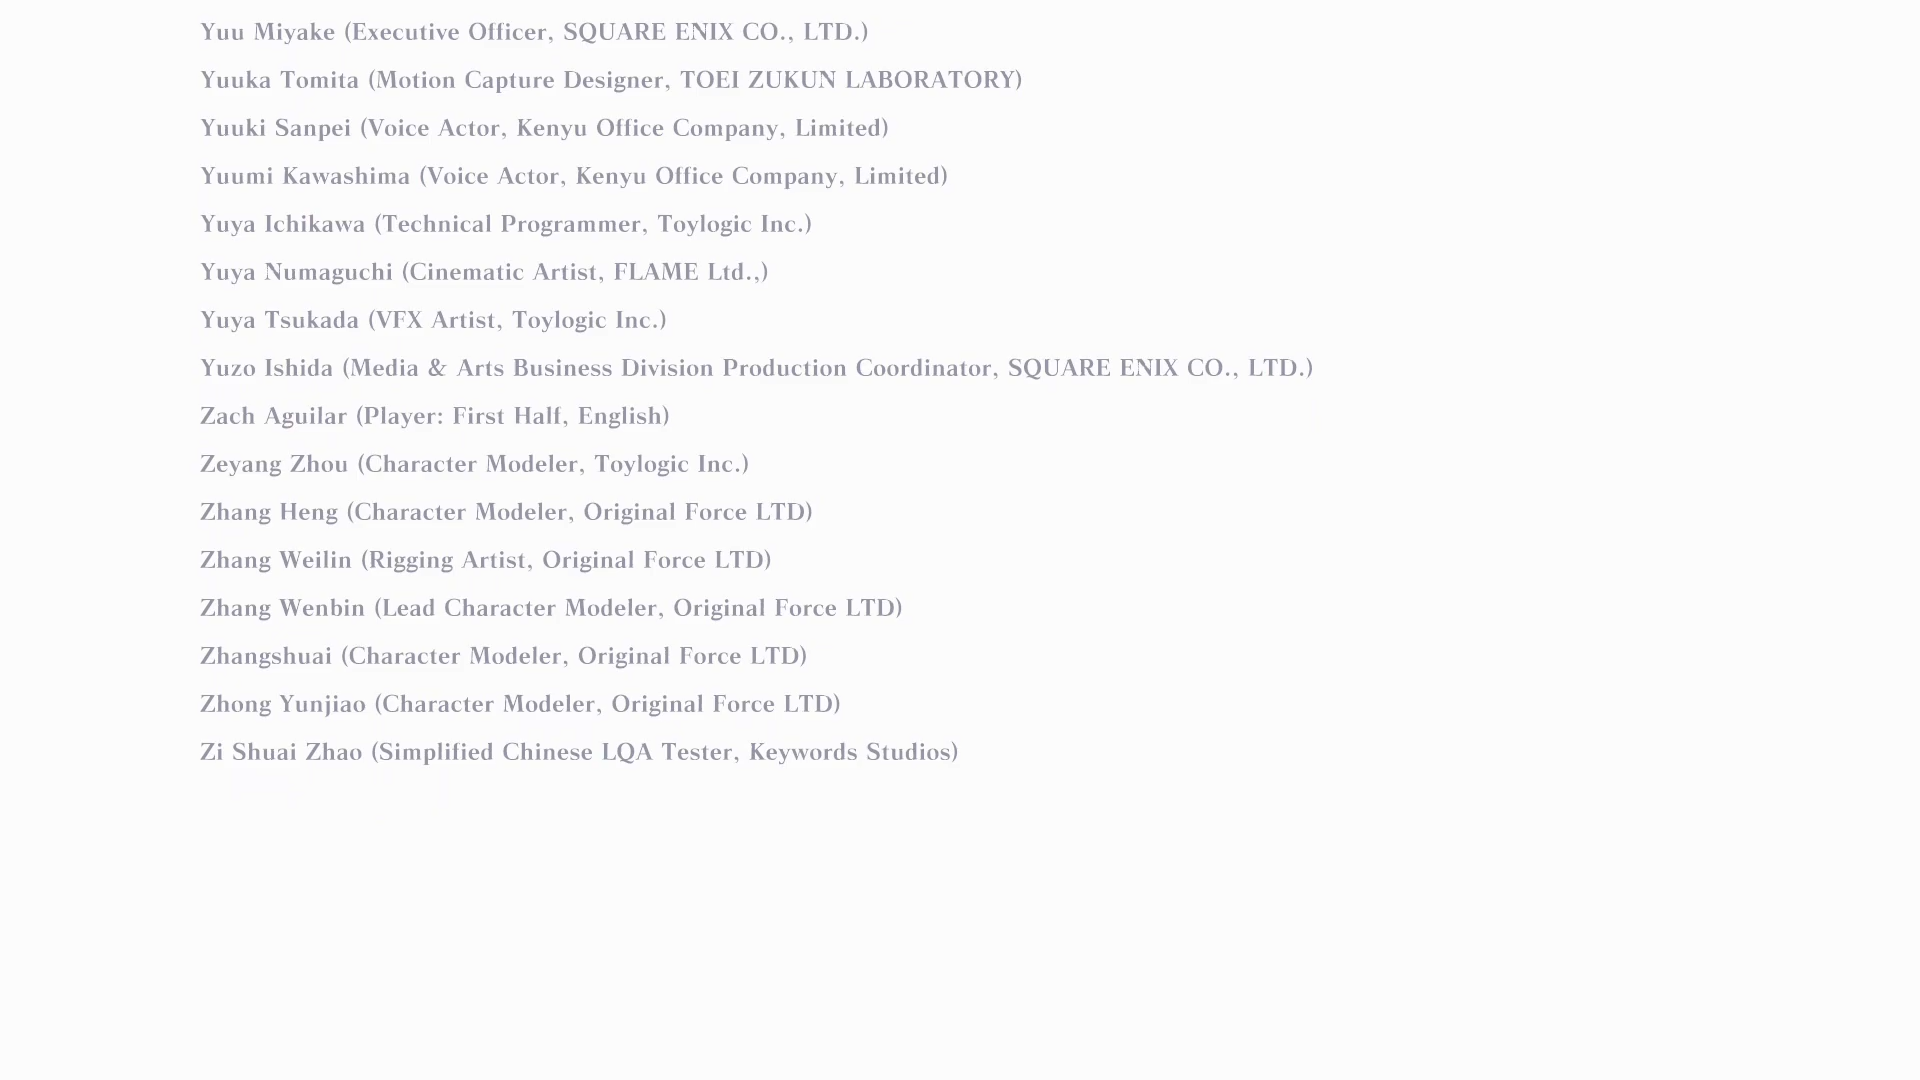 Yuu Miyake (Executive Officer, SQUARE ENIX CO., LTD.)
Yuuka Tomita (Motion Capture Designer, TOEI ZUKUN LABORATORY)
Yuuki Sanpei (Voice Actor, Kenyu Office Company, Limited)
Yuumi Kawashima (Voice Actor, Kenyu Office Company, Limited)
Yuya Ichikawa (Technical Programmer, Toylogic Inc.)
Yuya Numaguchi (Cinematic Artist, FLAME Ltd.,)
Yuya Tsukada (VFX Artist, Toylogic Inc.)
Yuzo Ishida (Media & Arts Business Division Production Coordinator, SQUARE ENIX CO., LTD.)
Zach Aguilar (Player: First Half, English)
Zeyang Zhou (Character Modeler, Toylogic Inc.)
Zhang Heng (Character Modeler, Original Force LTD)
Zhang Weilin (Rigging Artist, Original Force LTD)
Zhang Wenbin (Lead Character Modeler, Original Force LTD)
Zhangshuai (Character Modeler, Original Force LTD)
Zhong Yunjiao (Character Modeler, Original Force LTD)
Zi Shuai Zhao (Simplified Chinese LQA Tester, Keywords Studios)